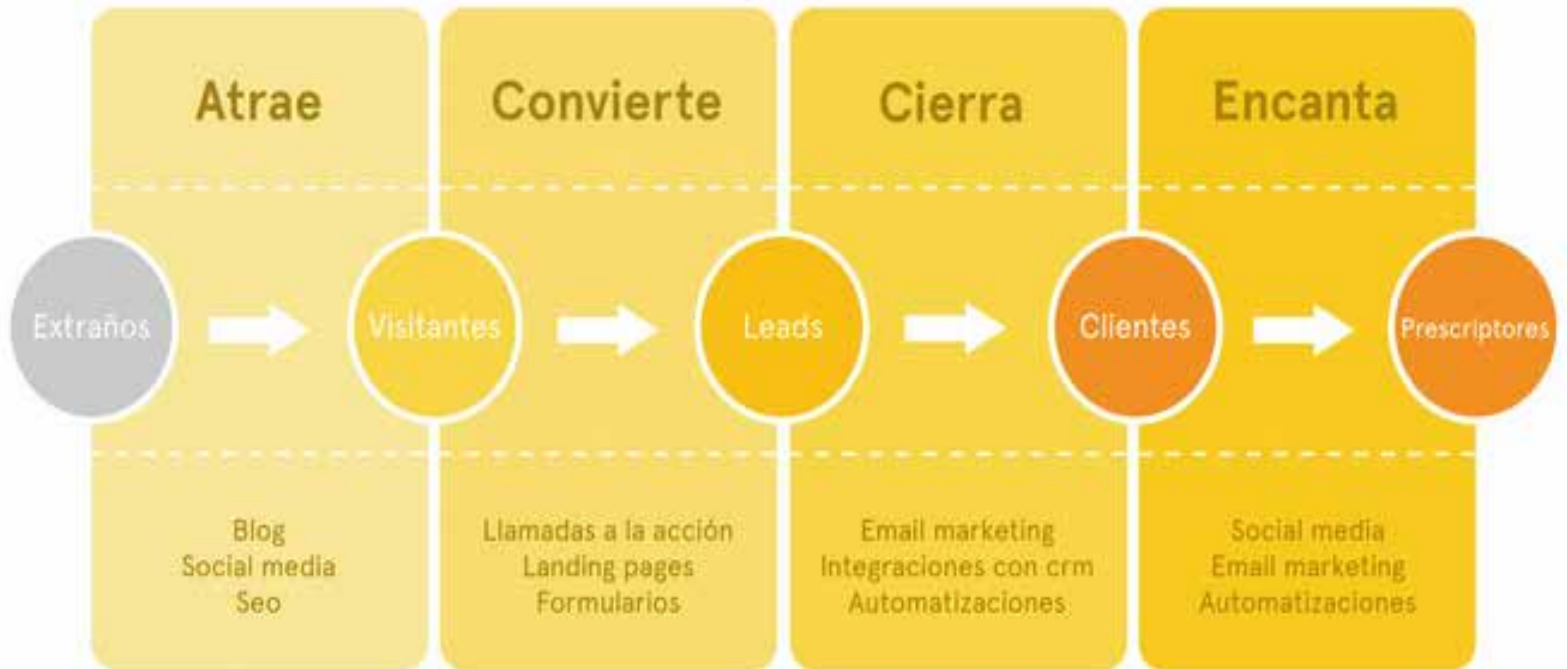 Atrae
Convierte
Cierra
Encanta
Extraños
Visitantes
Leads
Clientes
Prescriptores
Blog
Social media
Seo
Llamadas a la acción
Landing pages
Formularios
Email marketing
Integraciones con crm
Automatizaciones
Social media
Email marketing
Automatizaciones